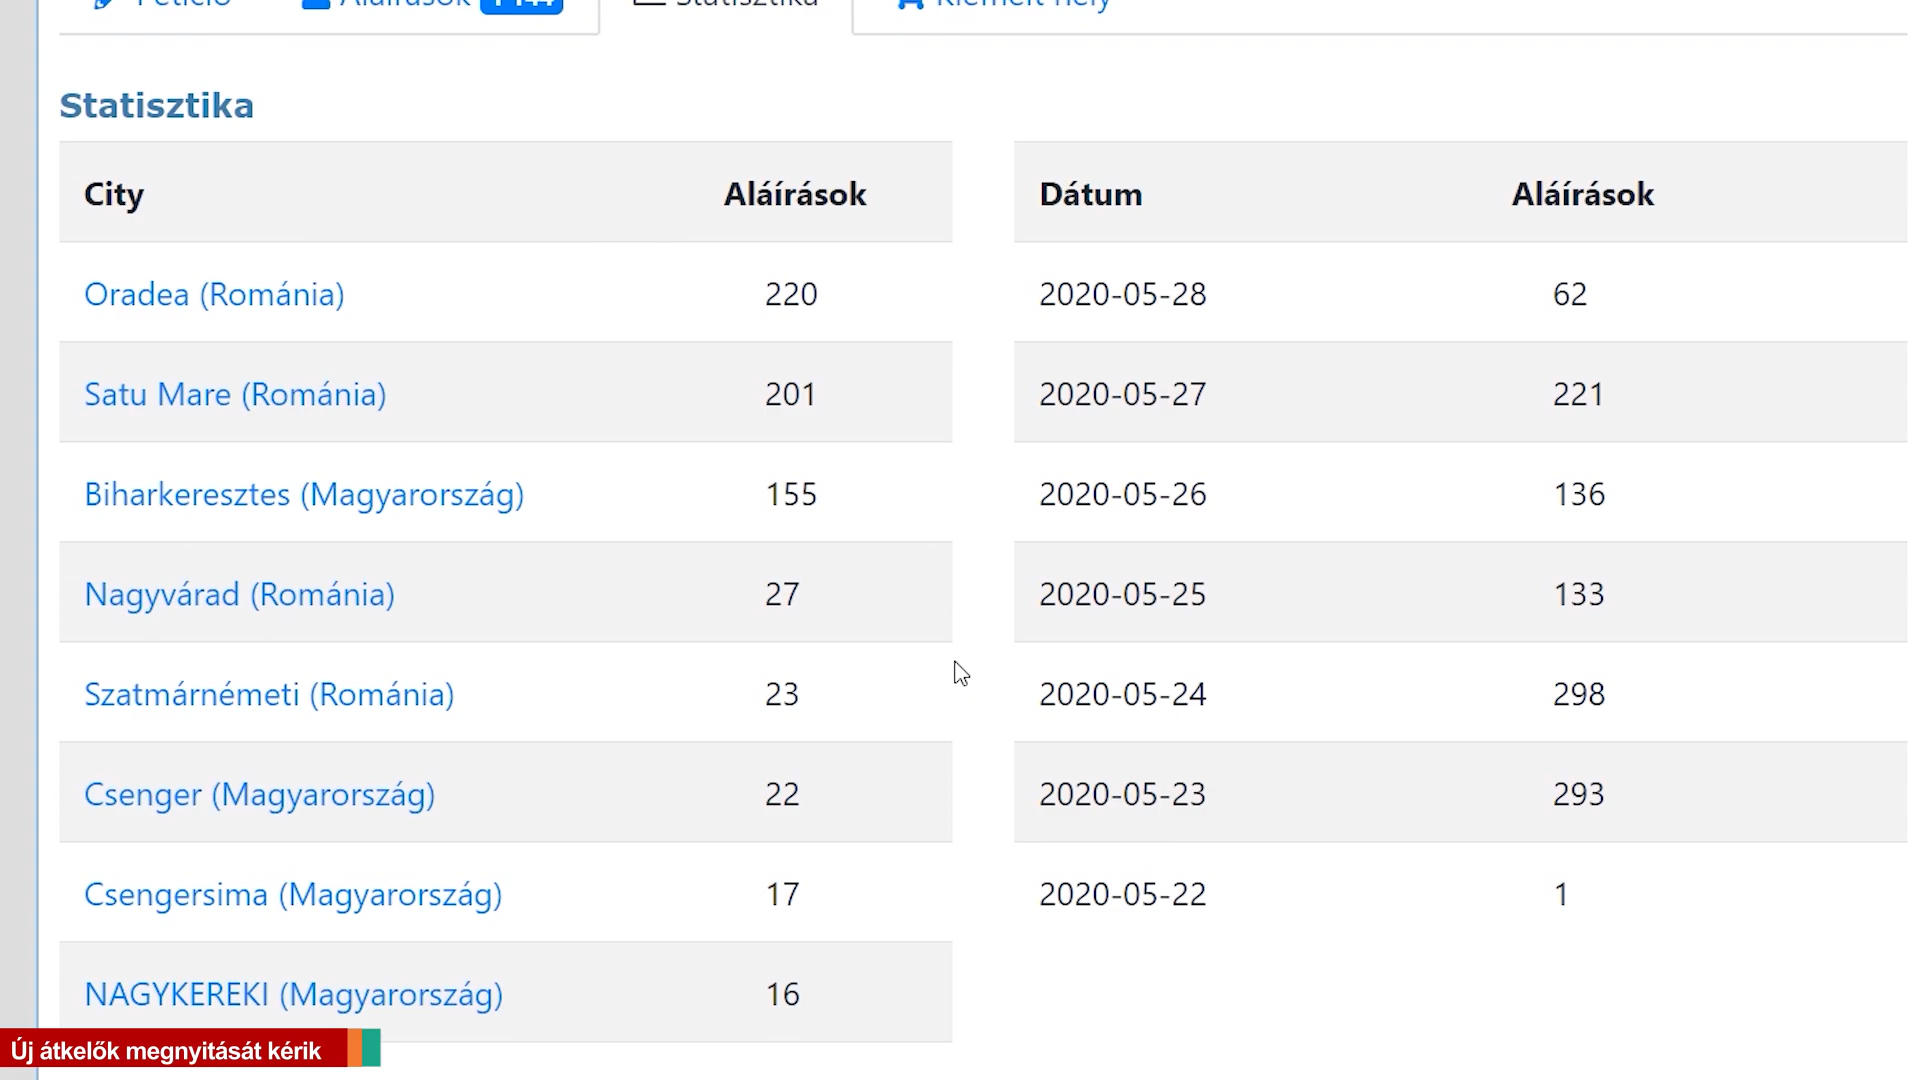 Petíció Aláírások 1 144 Statisztika Kiemelt hely
Statisztika
City Aláírások
Oradea (Románia) 220
Satu Mare (Románia) 201
Biharkeresztes (Magyarország) 155
Nagyvárad (Románia) 27
Szatmárnémeti (Románia) 23
Csenger (Magyarország) 22
Csengersima (Magyarország) 17
NAGYKEREKI (Magyarország) 16
Dátum Aláírások
2020-05-28 62
2020-05-27 221
2020-05-26 136
2020-05-25 133
2020-05-24 298
2020-05-23 293
2020-05-22 1
Új átkelők megnyitását kérik